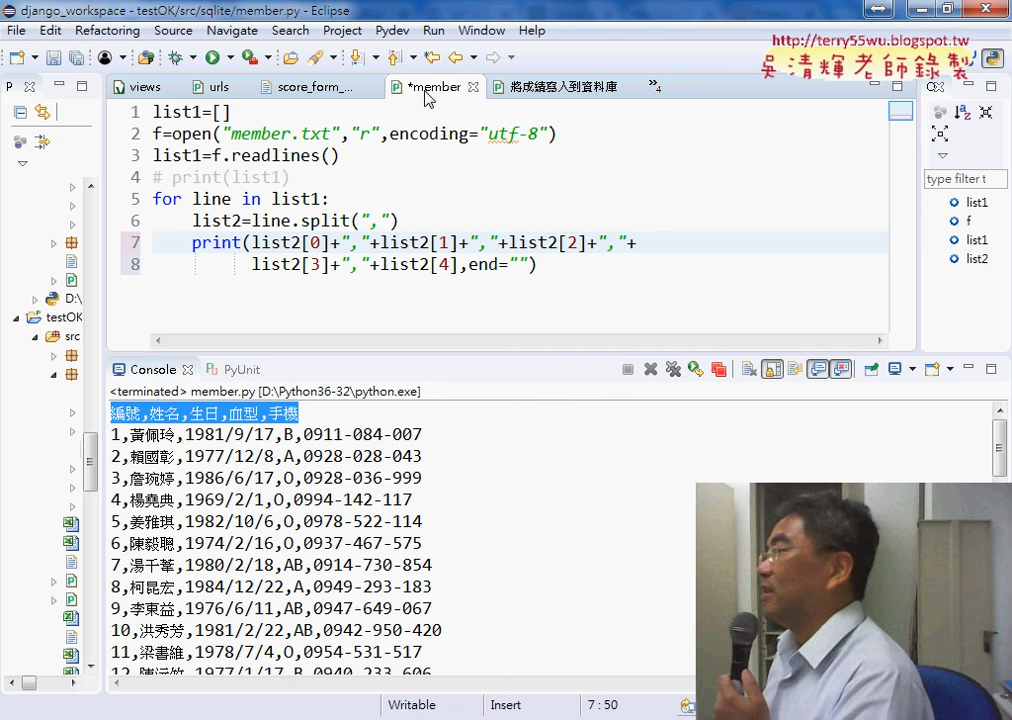 django_workspace - testOK/src/sqlite/member.py - Eclipse
File Edit Refactoring Source Navigate Search Project Pydev Run Window Help
http://terry55wu.blogspot.tw
吳清輝老師錄製
P
views urls score_form_... *member 將成績寫入到資料庫 »4
1 list1=[]
2 f=open("member.txt","r",encoding="utf-8")
3 list1=f.readlines()
4 # print(list1)
5 for line in list1:
6 list2=line.split(",")
7 print(list2[0]+","+list2[1]+","+list2[2]+","+
8 list2[3]+","+list2[4],end="")
type filter t
list1
f
list1
list2
D:\
testOK
src
Console PyUnit
<terminated> member.py [D:\Python36-32\python.exe]
編號,姓名,生日,血型,手機
1,黃佩玲,1981/9/17,B,0911-084-007
2,賴國彰,1977/12/8,A,0928-028-043
3,詹琬婷,1986/6/17,O,0928-036-999
4,楊堯典,1969/2/1,O,0994-142-117
5,姜雅琪,1982/10/6,O,0978-522-114
6,陳毅聰,1974/2/16,O,0937-467-575
7,湯千峯,1980/2/18,AB,0914-730-854
8,柯昆宏,1984/12/22,A,0949-293-183
9,李東益,1976/6/11,AB,0947-649-067
10,洪秀芳,1981/2/22,AB,0942-950-420
11,梁書維,1978/7/4,O,0954-531-517
Writable Insert 7 : 50